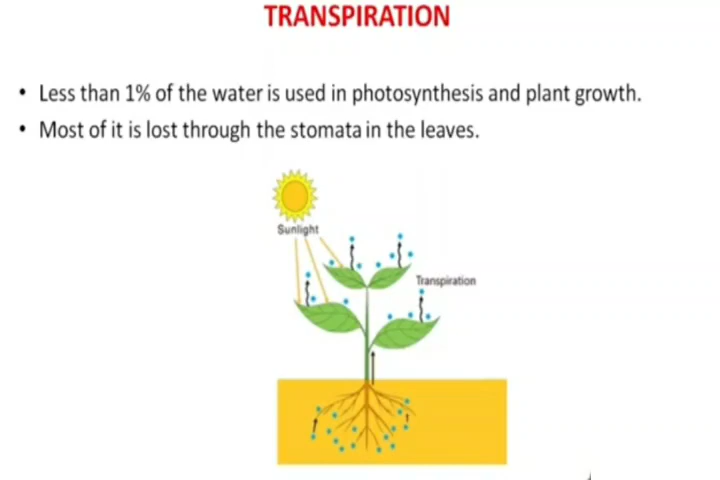 TRANSPIRATION
• Less than 1% of the water is used in photosynthesis and plant growth.
• Most of it is lost through the stomata in the leaves.
Sunlight
Transpiration